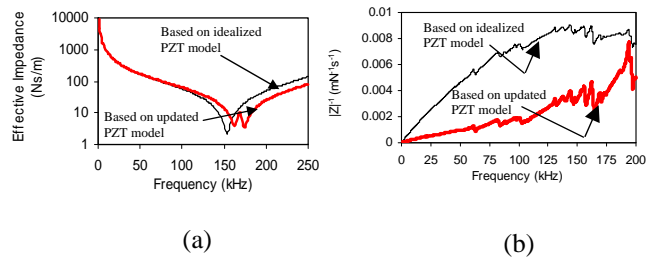 Effective Impedance
(Ns/m)
10000
1000
100
10
1
Based on idealized
PZT model
Based on updated
PZT model
0
50
100
150
200
250
Frequency (kHz)
(a)
|Z|⁻¹ (mN⁻¹s⁻¹)
0.01
0.008
0.006
0.004
0.002
0
Based on idealized
PZT model
Based on updated
PZT model
0
25
50
75
100
125
150
175
200
Frequency (kHz)
(b)